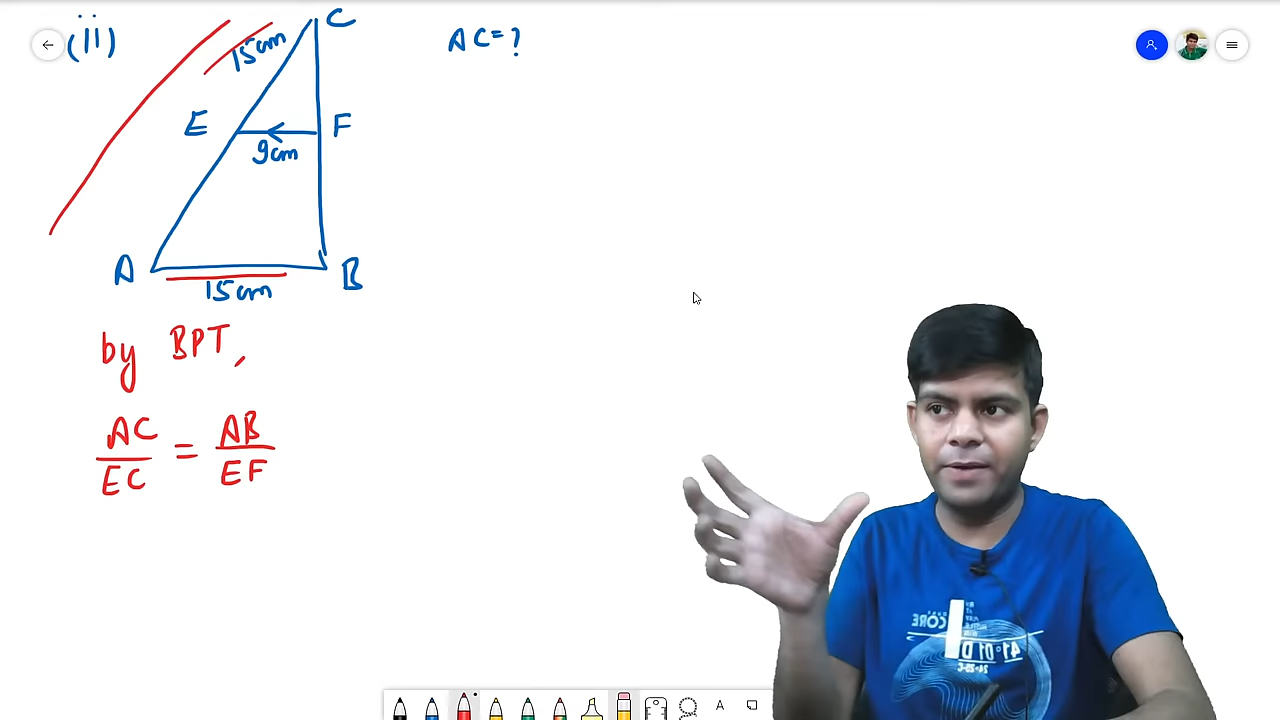 (ii)
C
15cm
AC=?
E
F
9cm
A
B
15cm
by BPT,
AC/EC = AB/EF
A